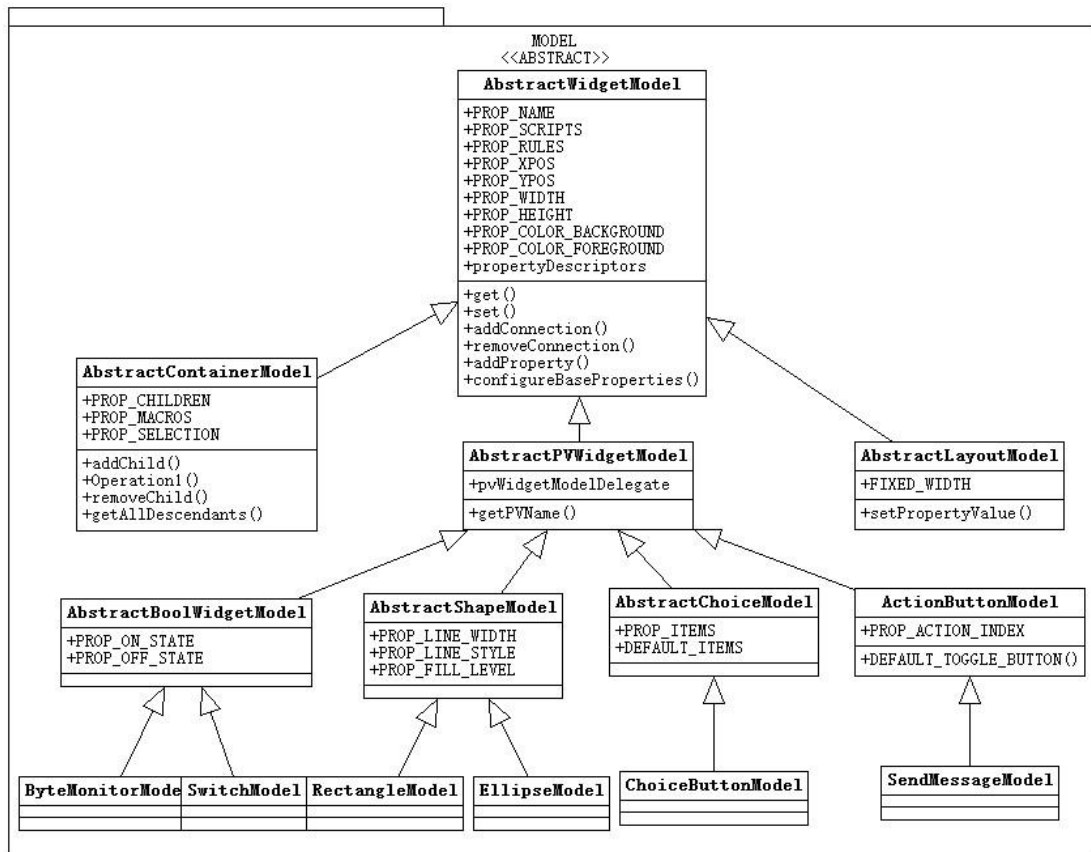 MODEL
<<ABSTRACT>>
AbstractWidgetModel
+PROP_NAME
+PROP_SCRIPTS
+PROP_RULES
+PROP_XPOS
+PROP_YPOS
+PROP_WIDTH
+PROP_HEIGHT
+PROP_COLOR_BACKGROUND
+PROP_COLOR_FOREGROUND
+propertyDescriptors
+get()
+set()
+addConnection()
+removeConnection()
+addProperty()
+configureBaseProperties()
AbstractContainerModel
+PROP_CHILDREN
+PROP_MACROS
+PROP_SELECTION
+addChild()
+Operation1()
+removeChild()
+getAllDescendants()
AbstractPVWidgetModel
+pvWidgetModelDelegate
+getPVName()
AbstractLayoutModel
+FIXED_WIDTH
+setPropertyValue()
AbstractBoolWidgetModel
+PROP_ON_STATE
+PROP_OFF_STATE
AbstractShapeModel
+PROP_LINE_WIDTH
+PROP_LINE_STYLE
+PROP_FILL_LEVEL
AbstractChoiceModel
+PROP_ITEMS
+DEFAULT_ITEMS
ActionButtonModel
+PROP_ACTION_INDEX
+DEFAULT_TOGGLE_BUTTON()
ByteMonitorMode
SwitchModel
RectangleModel
EllipseModel
ChoiceButtonModel
SendMessageModel